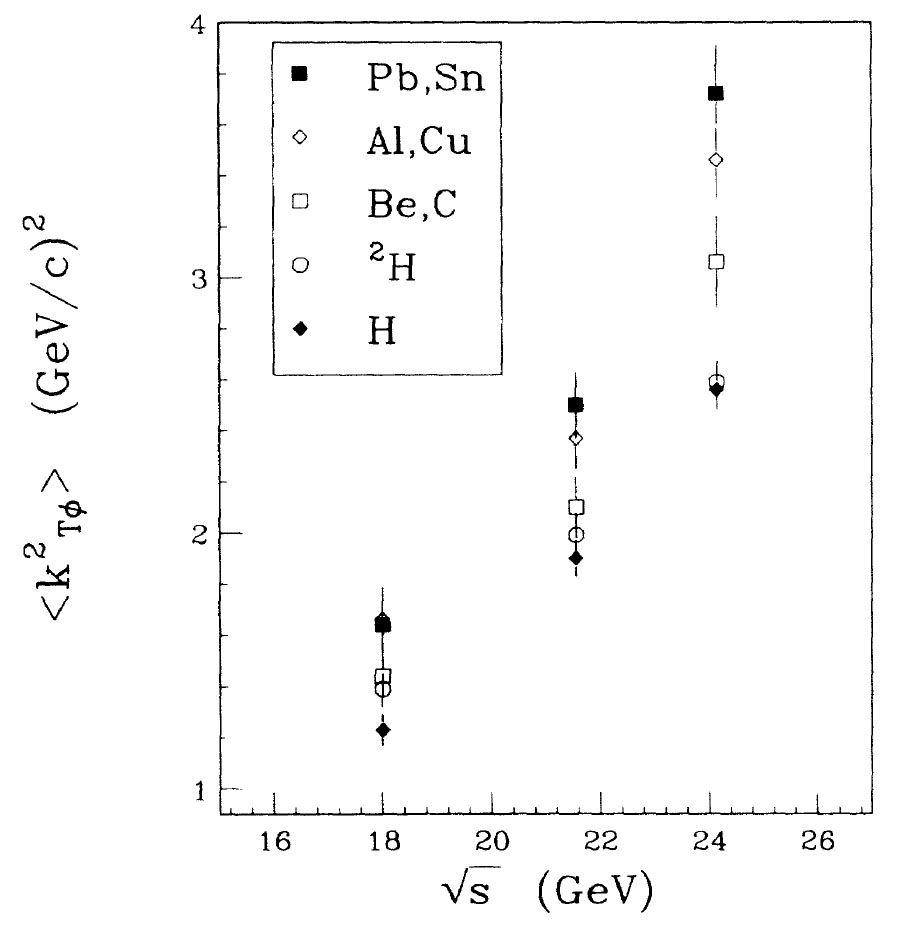 4
3
2
1
Pb,Sn
Al,Cu
Be,C
²H
H
<k²Tϕ> (GeV/c)²
16 18 20 22 24 26
√s (GeV)